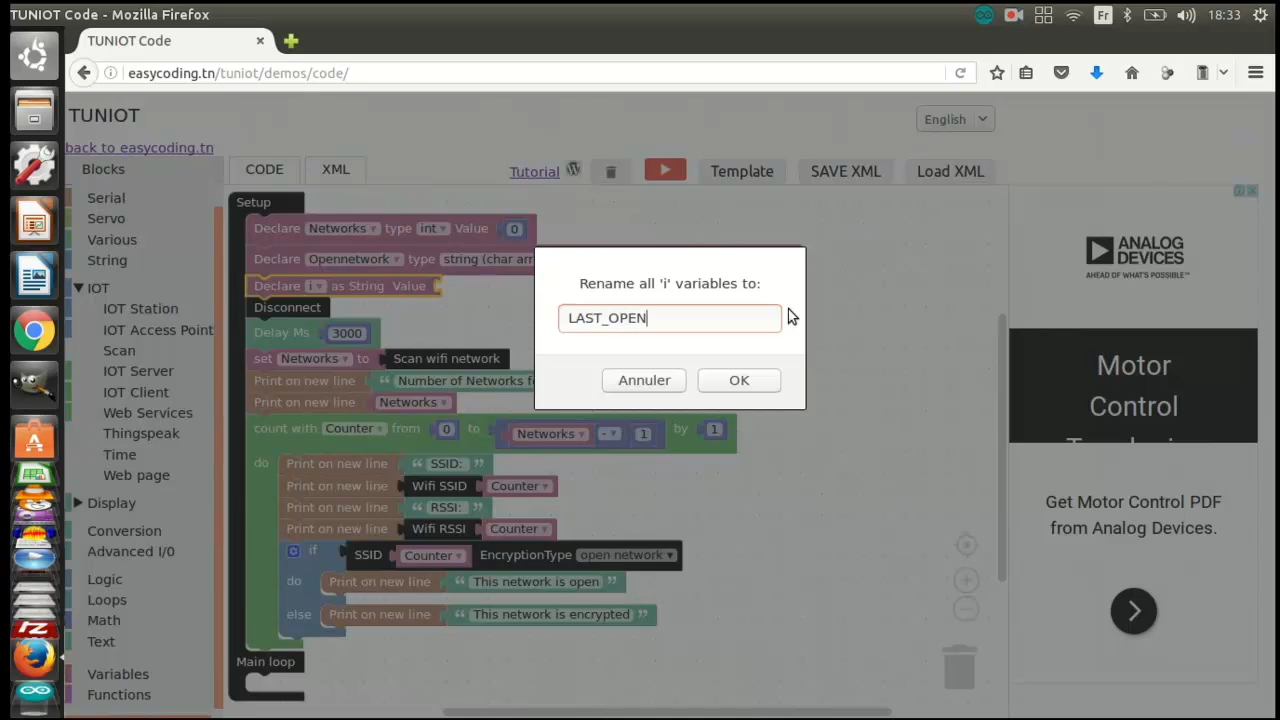 TUNIOT Code - Mozilla Firefox
Fr
18:33
TUNIOT Code
easycoding.tn/tuniot/demos/code/
TUNIOT
English
back to easycoding.tn
Blocks
CODE
XML
Tutorial
Template
SAVE XML
Load XML
Serial
Servo
Various
String
IOT
IOT Station
IOT Access Point
Scan
IOT Server
IOT Client
Web Services
Thingspeak
Time
Web page
Display
Conversion
Advanced I/0
Logic
Loops
Math
Text
Variables
Functions
Setup
Declare Networks type int Value 0
Declare Opennetwork type string (char arr
Declare i as String Value
Disconnect
Delay Ms 3000
set Networks to Scan wifi network
Print on new line “ Number of Networks f
Print on new line Networks
count with Counter from 0 to Networks - 1 by 1
do Print on new line “ SSID: ”
Print on new line Wifi SSID Counter
Print on new line “ RSSI: ”
Print on new line Wifi RSSI Counter
if SSID Counter EncryptionType open network
do Print on new line “ This network is open ”
else Print on new line “ This network is encrypted ”
Main loop
Rename all 'i' variables to:
LAST_OPEN
Annuler
OK
ANALOG
DEVICES
AHEAD OF WHAT'S POSSIBLE™
Motor
Control
Get Motor Control PDF
from Analog Devices.